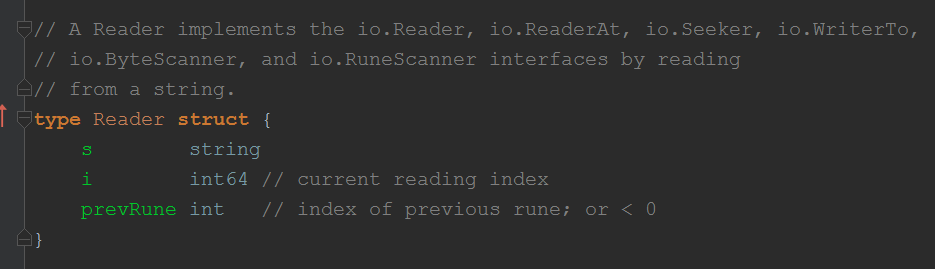 // A Reader implements the io.Reader, io.ReaderAt, io.Seeker, io.WriterTo,
// io.ByteScanner, and io.RuneScanner interfaces by reading
// from a string.
type Reader struct {
    s        string
    i        int64 // current reading index
    prevRune int   // index of previous rune; or < 0
}